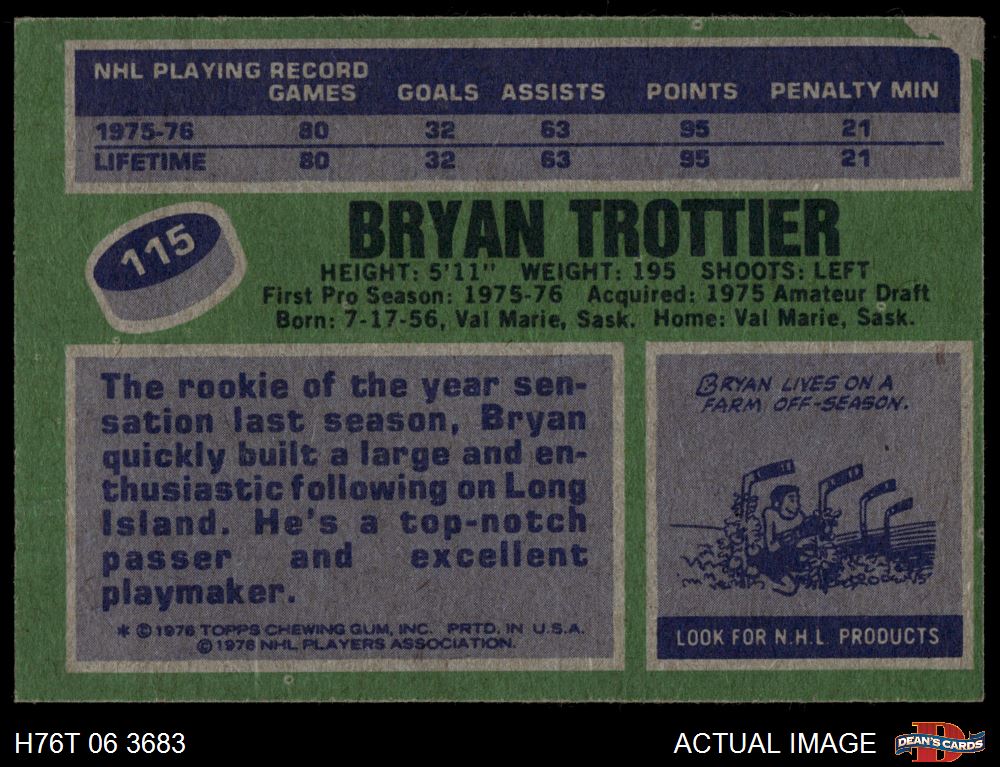 NHL PLAYING RECORD
GAMES GOALS ASSISTS POINTS PENALTY MIN
1975-76 80 32 63 95 21
LIFETIME 80 32 63 95 21
115
BRYAN TROTTIER
HEIGHT: 5'11" WEIGHT: 195 SHOOTS: LEFT
First Pro Season: 1975-76 Acquired: 1975 Amateur Draft
Born: 7-17-56, Val Marie, Sask. Home: Val Marie, Sask.
The rookie of the year sen-
sation last season, Bryan
quickly built a large and en-
thusiastic following on Long
Island. He's a top-notch
passer and excellent
playmaker.
* ©1976 TOPPS CHEWING GUM, INC. PRTD. IN U.S.A.
©1976 NHL PLAYERS ASSOCIATION.
BRYAN LIVES ON A
FARM OFF-SEASON.
LOOK FOR N.H.L PRODUCTS
H76T 06 3683
ACTUAL IMAGE
D
DEAN'S CARDS